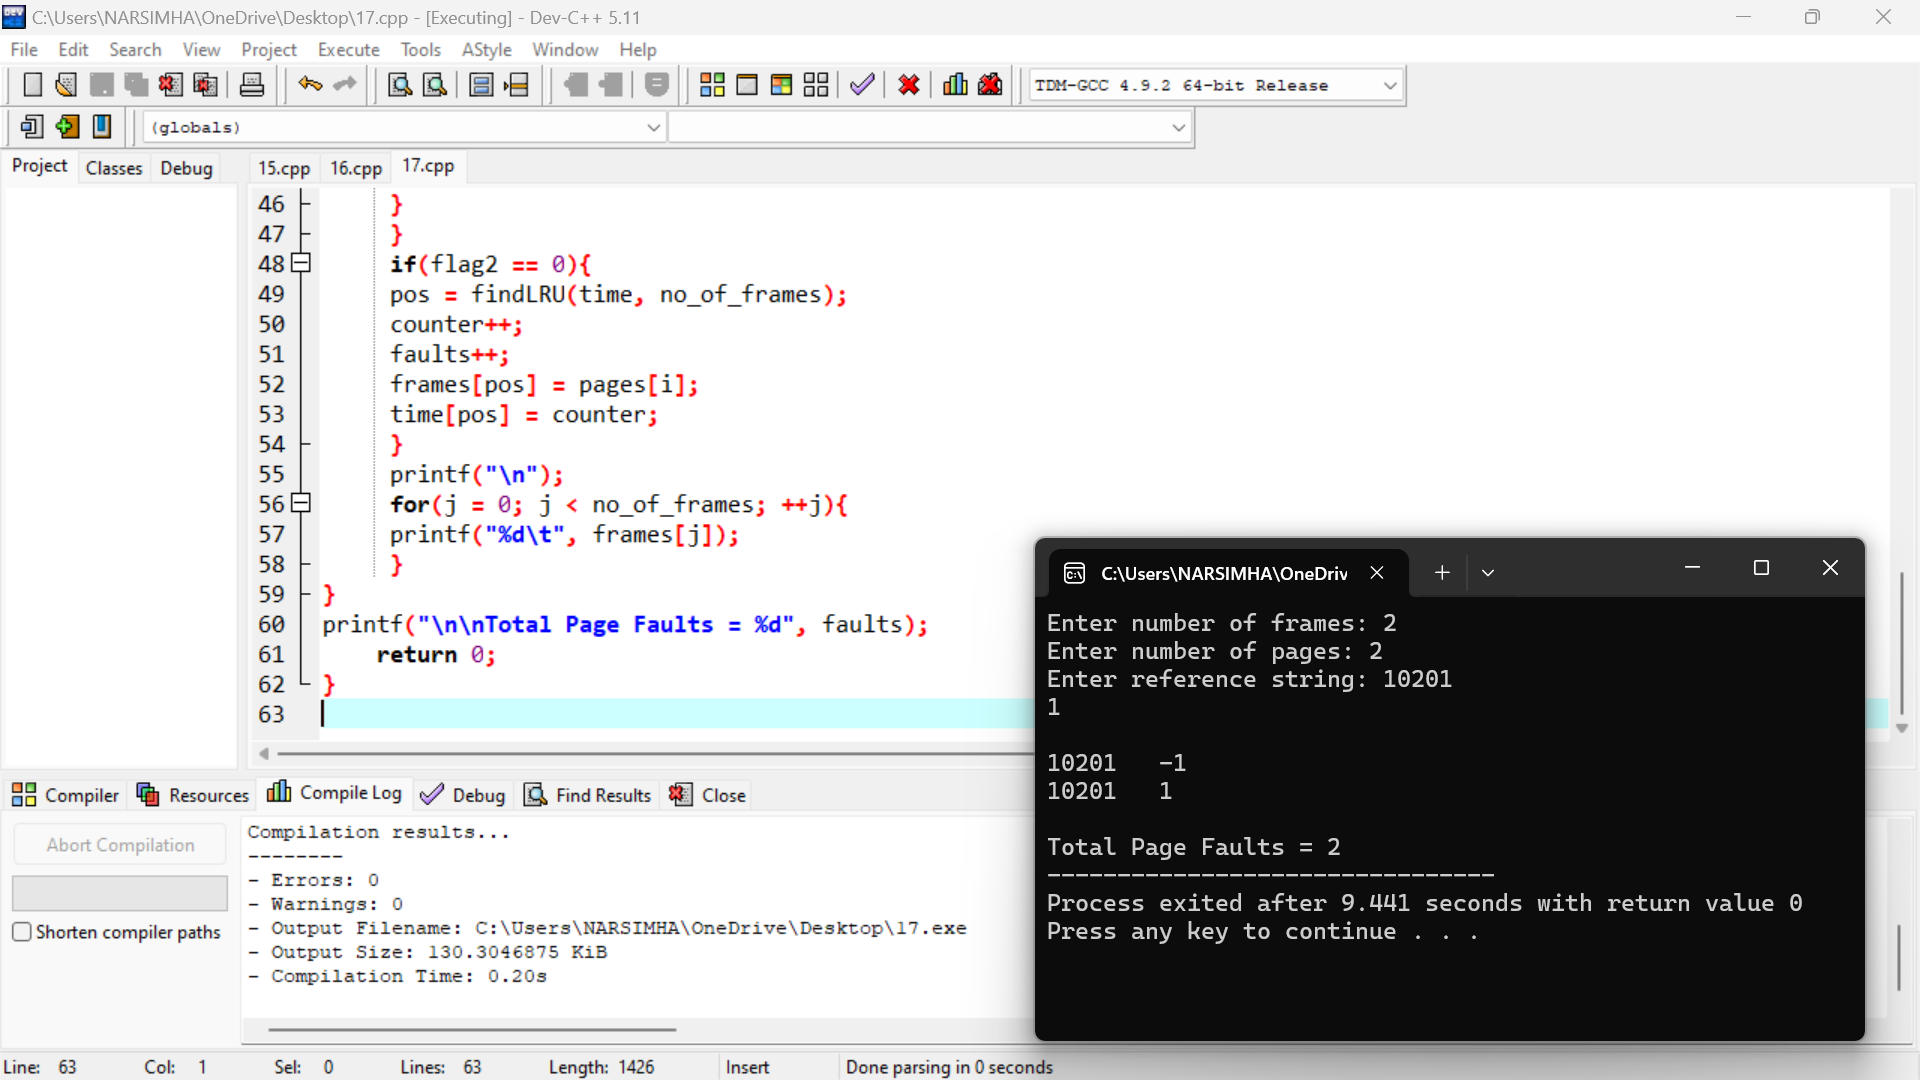 C:\Users\NARSIMHA\OneDrive\Desktop\17.cpp - [Executing] - Dev-C++ 5.11
File Edit Search View Project Execute Tools AStyle Window Help
TDM-GCC 4.9.2 64-bit Release
(globals)
Project Classes Debug 15.cpp 16.cpp 17.cpp
46 }
47 }
48 if(flag2 == 0){
49 pos = findLRU(time, no_of_frames);
50 counter++;
51 faults++;
52 frames[pos] = pages[i];
53 time[pos] = counter;
54 }
55 printf("\n");
56 for(j = 0; j < no_of_frames; ++j){
57 printf("%d\t", frames[j]);
58 }
59 }
60 printf("\n\nTotal Page Faults = %d", faults);
61 return 0;
62 }
63
C:\Users\NARSIMHA\OneDriv
Enter number of frames: 2
Enter number of pages: 2
Enter reference string: 10201
1
10201 -1
10201 1
Total Page Faults = 2
--------------------------------
Process exited after 9.441 seconds with return value 0
Press any key to continue . . .
Compiler Resources Compile Log Debug Find Results Close
Abort Compilation
Shorten compiler paths
Compilation results...
--------
- Errors: 0
- Warnings: 0
- Output Filename: C:\Users\NARSIMHA\OneDrive\Desktop\17.exe
- Output Size: 130.3046875 KiB
- Compilation Time: 0.20s
Line: 63 Col: 1 Sel: 0 Lines: 63 Length: 1426 Insert Done parsing in 0 seconds